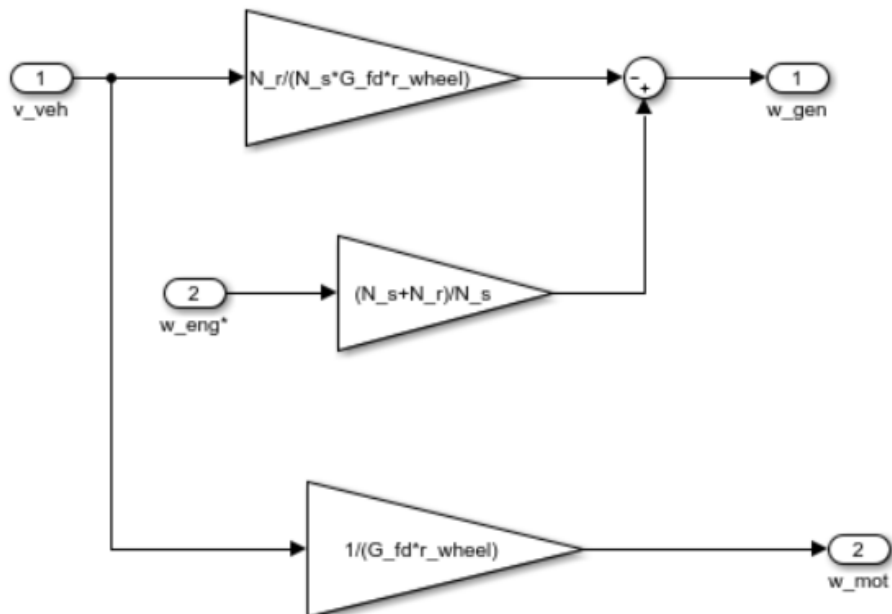 1
v_veh
N_r/(N_s*G_fd*r_wheel)
-
+
1
w_gen
2
w_eng*
(N_s+N_r)/N_s
1/(G_fd*r_wheel)
2
w_mot